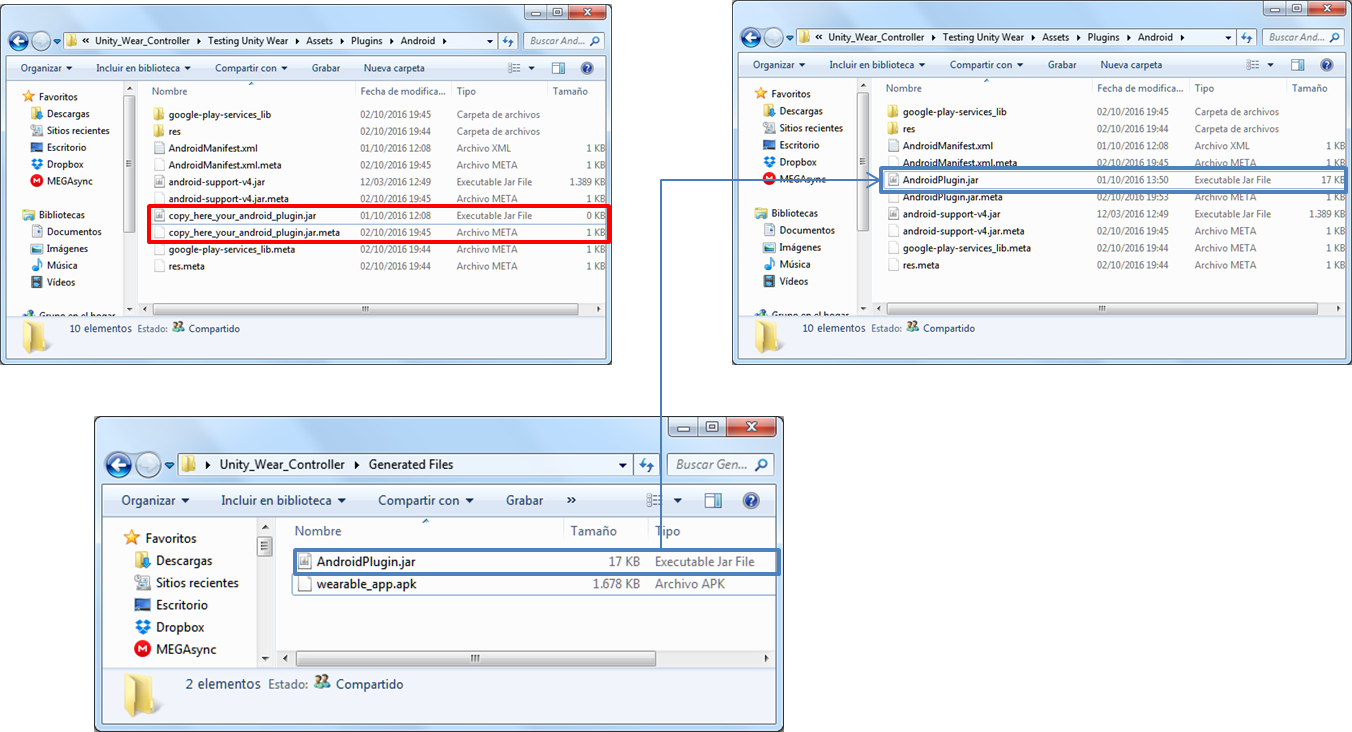 « Unity_Wear_Controller Testing Unity Wear Assets Plugins Android Buscar And...
Organizar Incluir en biblioteca Compartir con Grabar Nueva carpeta
Nombre Fecha de modifica... Tipo Tamaño
Favoritos
Descargas
Sitios recientes
Escritorio
Dropbox
MEGAsync
Bibliotecas
Documentos
Imágenes
Música
Vídeos
Grupo en el hogar
google-play-services_lib 02/10/2016 19:45 Carpeta de archivos
res 02/10/2016 19:44 Carpeta de archivos
AndroidManifest.xml 01/10/2016 12:08 Archivo XML 1 KB
AndroidManifest.xml.meta 02/10/2016 19:45 Archivo META 1 KB
android-support-v4.jar 12/03/2016 12:49 Executable Jar File 1.389 KB
android-support-v4.jar.meta 02/10/2016 19:45 Archivo META 1 KB
copy_here_your_android_plugin.jar 01/10/2016 12:08 Executable Jar File 0 KB
copy_here_your_android_plugin.jar.meta 02/10/2016 19:45 Archivo META 1 KB
google-play-services_lib.meta 02/10/2016 19:44 Archivo META 1 KB
res.meta 02/10/2016 19:44 Archivo META 1 KB
10 elementos Estado: Compartido
« Unity_Wear_Controller Testing Unity Wear Assets Plugins Android Buscar And...
Organizar Incluir en biblioteca Compartir con Grabar Nueva carpeta
Nombre Fecha de modifica... Tipo Tamaño
Favoritos
Descargas
Sitios recientes
Escritorio
Dropbox
MEGAsync
Bibliotecas
Documentos
Imágenes
Música
Vídeos
Grupo en el hogar
google-play-services_lib 02/10/2016 19:45 Carpeta de archivos
res 02/10/2016 19:44 Carpeta de archivos
AndroidManifest.xml 01/10/2016 12:08 Archivo XML 1 KB
AndroidManifest.xml.meta 02/10/2016 19:45 Archivo META 1 KB
AndroidPlugin.jar 01/10/2016 13:50 Executable Jar File 17 KB
AndroidPlugin.jar.meta 02/10/2016 19:53 Archivo META 1 KB
android-support-v4.jar 12/03/2016 12:49 Executable Jar File 1.389 KB
android-support-v4.jar.meta 02/10/2016 19:45 Archivo META 1 KB
google-play-services_lib.meta 02/10/2016 19:44 Archivo META 1 KB
res.meta 02/10/2016 19:44 Archivo META 1 KB
10 elementos Estado: Compartido
Unity_Wear_Controller Generated Files Buscar Gen...
Organizar Incluir en biblioteca Compartir con Grabar »
Nombre Tamaño Tipo
Favoritos
Descargas
Sitios recientes
Escritorio
Dropbox
MEGAsync
AndroidPlugin.jar 17 KB Executable Jar File
wearable_app.apk 1.678 KB Archivo APK
2 elementos Estado: Compartido